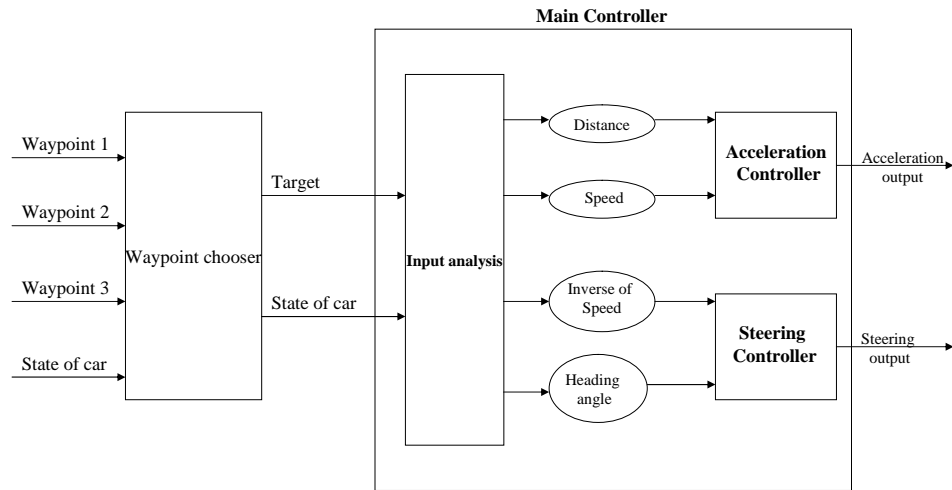 Main Controller
Waypoint 1
Waypoint 2
Waypoint 3
State of car
Waypoint chooser
Target
State of car
Input analysis
Distance
Speed
Inverse of
Speed
Heading
angle
Acceleration
Controller
Steering
Controller
Acceleration
output
Steering
output